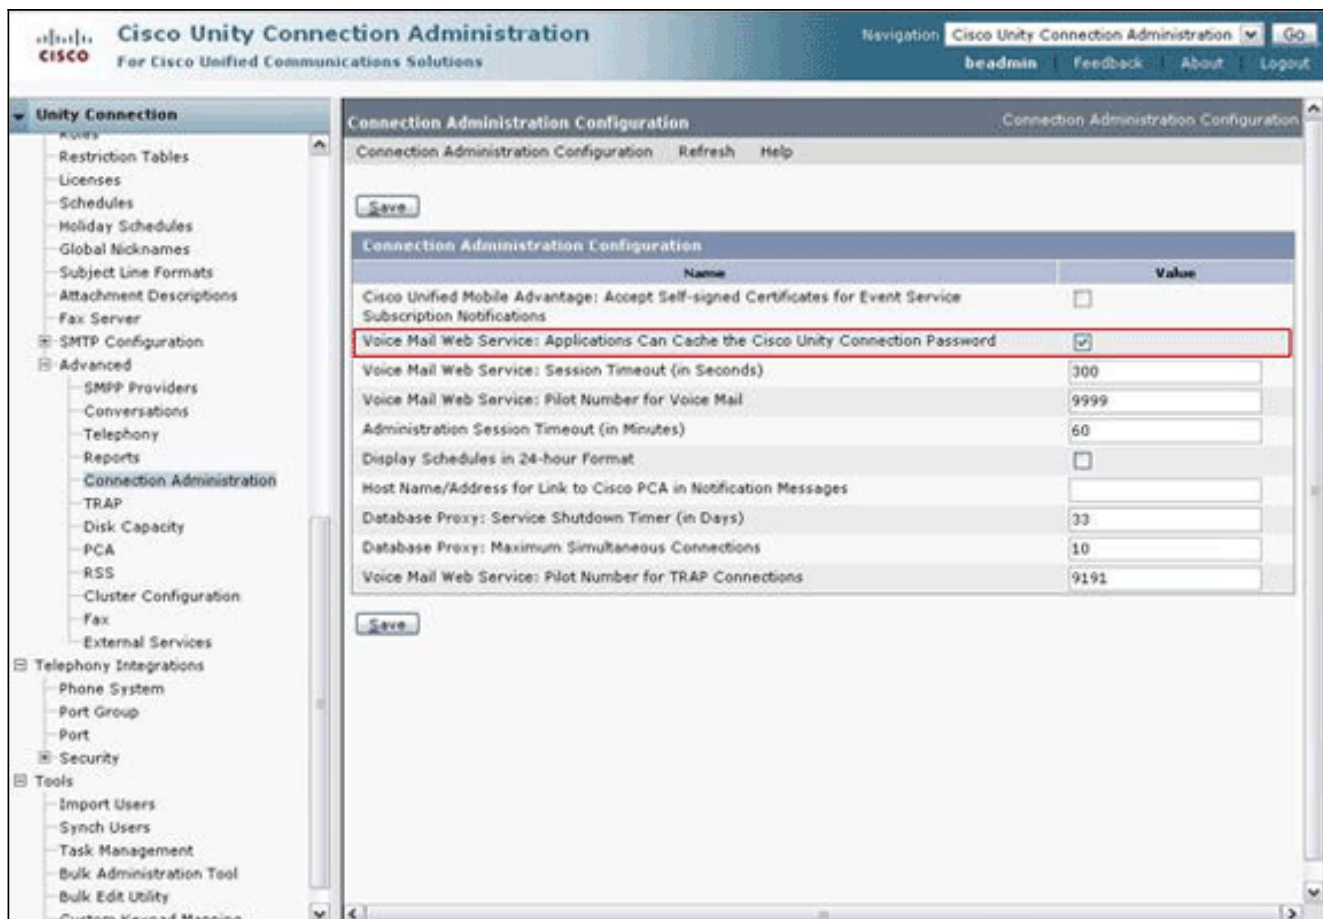 CISCO
Cisco Unity Connection Administration
For Cisco Unified Communications Solutions
Navigation Cisco Unity Connection Administration Go
beadmin Feedback About Logout
Unity Connection
Rules
Restriction Tables
Licenses
Schedules
Holiday Schedules
Global Nicknames
Subject Line Formats
Attachment Descriptions
Fax Server
SMTP Configuration
Advanced
SMPP Providers
Conversations
Telephony
Reports
Connection Administration
TRAP
Disk Capacity
PCA
RSS
Cluster Configuration
Fax
External Services
Telephony Integrations
Phone System
Port Group
Port
Security
Tools
Import Users
Synch Users
Task Management
Bulk Administration Tool
Bulk Edit Utility
Custom Keypad Mapping
Connection Administration Configuration
Connection Administration Configuration
Connection Administration Configuration Refresh Help
Save
Connection Administration Configuration
Name Value
Cisco Unified Mobile Advantage: Accept Self-signed Certificates for Event Service
Subscription Notifications
Voice Mail Web Service: Applications Can Cache the Cisco Unity Connection Password
Voice Mail Web Service: Session Timeout (in Seconds) 300
Voice Mail Web Service: Pilot Number for Voice Mail 9999
Administration Session Timeout (in Minutes) 60
Display Schedules in 24-hour Format
Host Name/Address for Link to Cisco PCA in Notification Messages
Database Proxy: Service Shutdown Timer (in Days) 33
Database Proxy: Maximum Simultaneous Connections 10
Voice Mail Web Service: Pilot Number for TRAP Connections 9191
Save